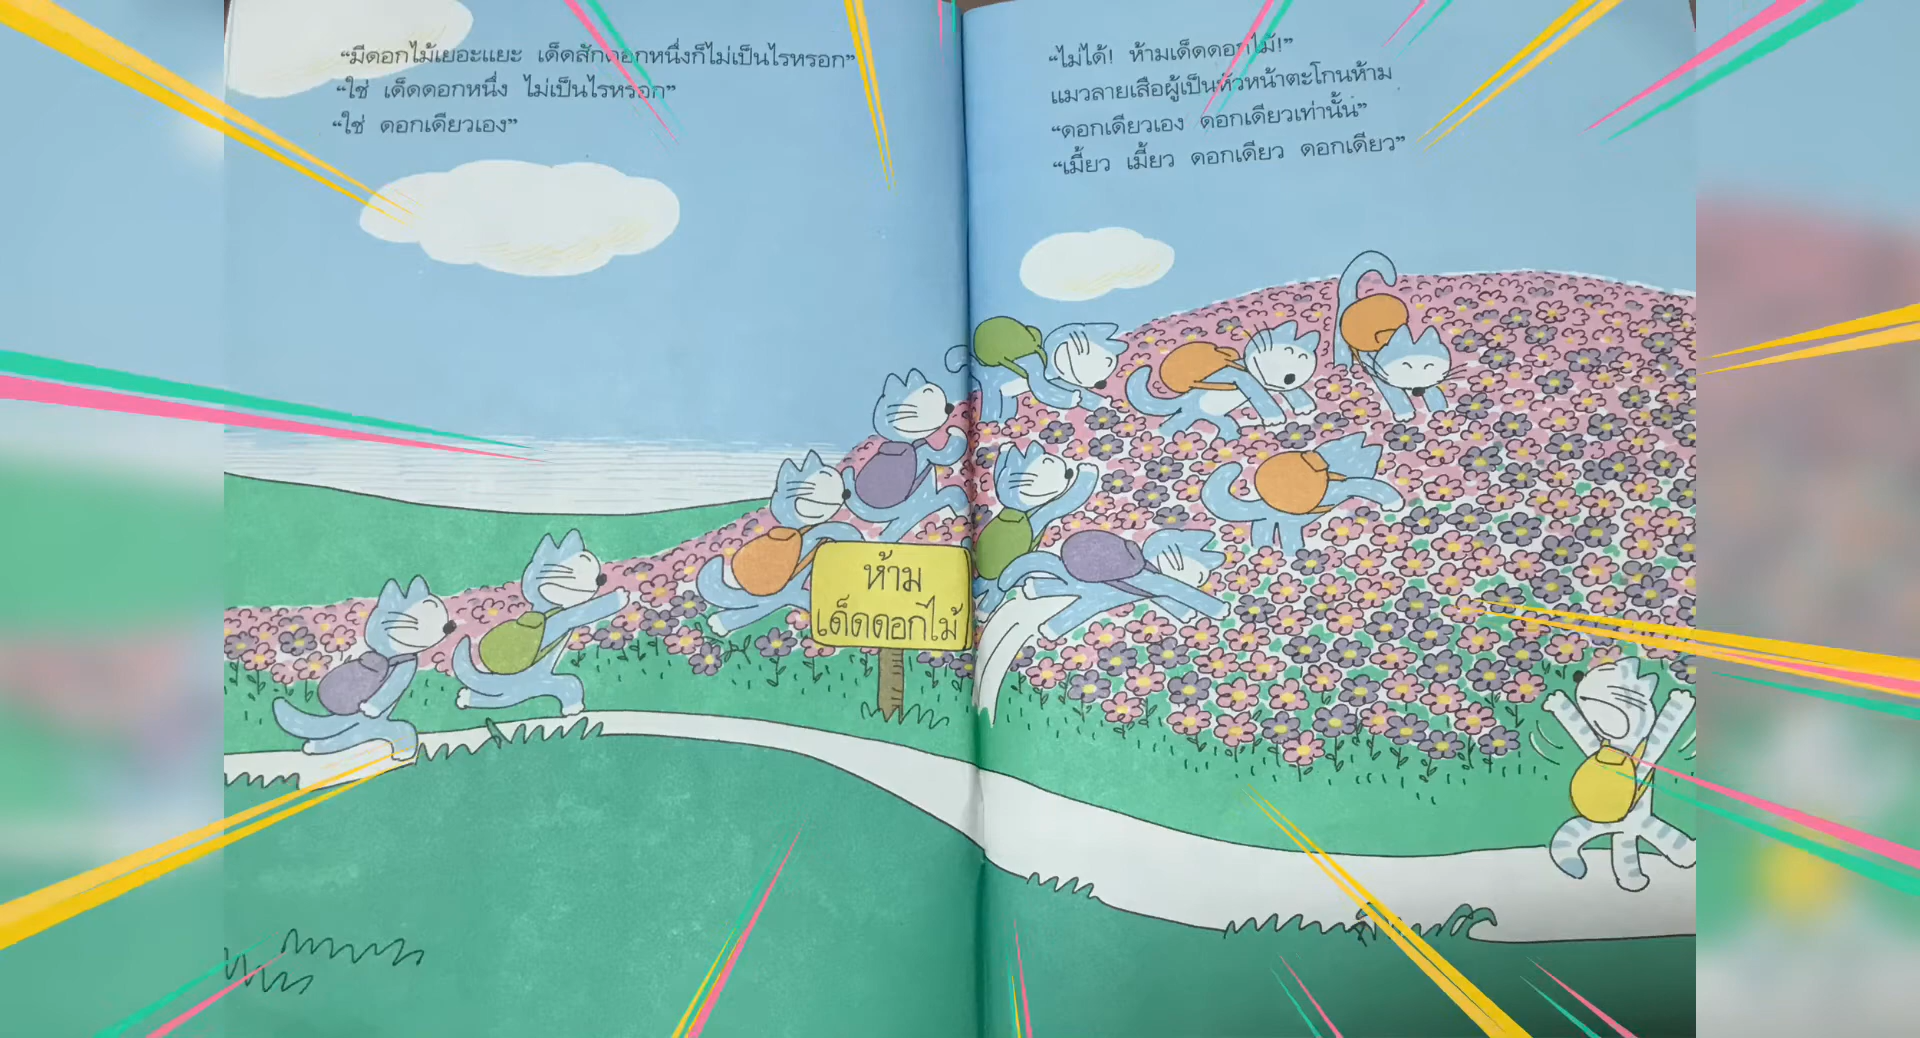 “มีดอกไม้เยอะแยะ เด็ดสักดอกหนึ่งก็ไม่เป็นไรหรอก”
“ใช่ เด็ดดอกหนึ่ง ไม่เป็นไรหรอก”
“ใช่ ดอกเดียวเอง”
“ไม่ได้! ห้ามเด็ดดอกไม้!”
แมวลายเสือผู้เป็นหัวหน้าตะโกนห้าม
“ดอกเดียวเอง ดอกเดียวเท่านั้น”
“เมี้ยว เมี้ยว ดอกเดียว ดอกเดียว”
ห้าม
เด็ดดอกไม้